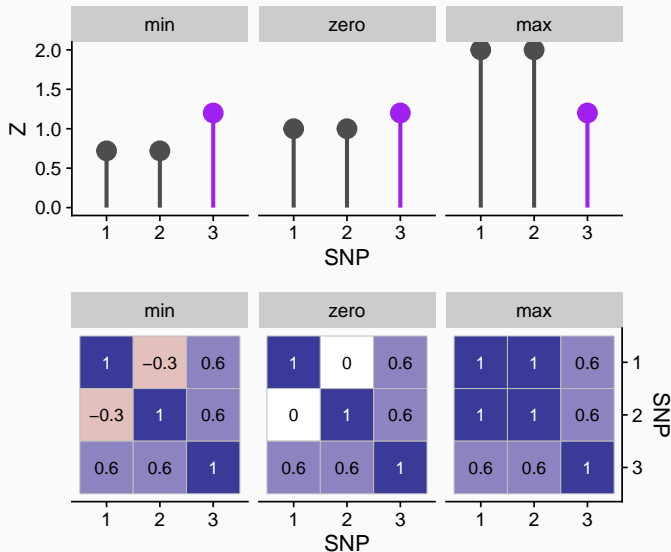 min zero max
2.0
1.5
1.0
0.5
0.0
Z
1 2 3 1 2 3 1 2 3
SNP SNP SNP
min zero max
1 −0.3 0.6 1 0 0.6 1 1 0.6 1
−0.3 1 0.6 0 1 0.6 1 1 0.6 2
0.6 0.6 1 0.6 0.6 1 0.6 0.6 1 3
SNP
1 2 3 1 2 3 1 2 3
SNP SNP SNP